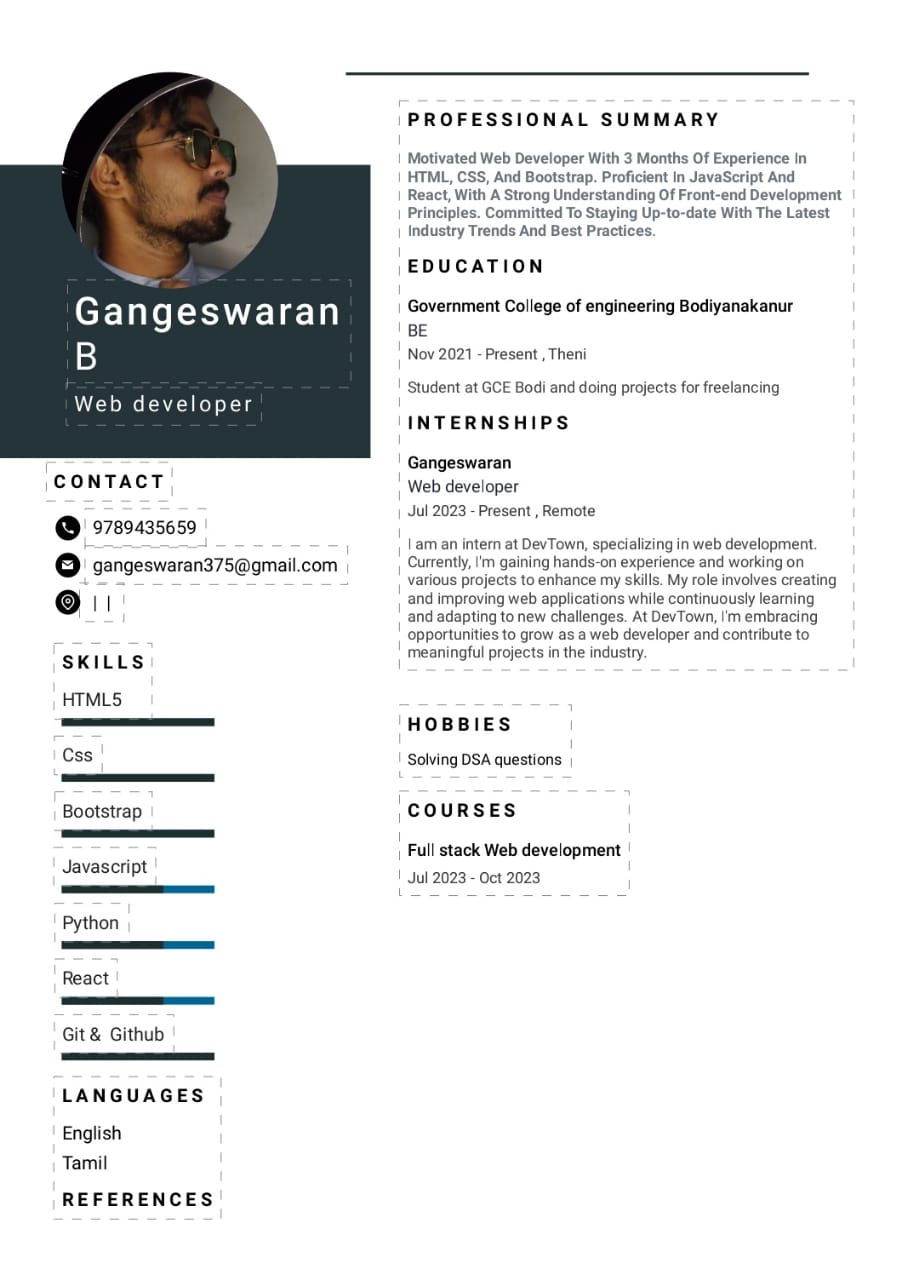 Gangeswaran
B
Web developer
CONTACT
9789435659
gangeswaran375@gmail.com
| |
SKILLS
HTML5
Css
Bootstrap
Javascript
Python
React
Git & Github
LANGUAGES
English
Tamil
REFERENCES
PROFESSIONAL SUMMARY
Motivated Web Developer With 3 Months Of Experience In
HTML, CSS, And Bootstrap. Proficient In JavaScript And
React, With A Strong Understanding Of Front-end Development
Principles. Committed To Staying Up-to-date With The Latest
Industry Trends And Best Practices.
EDUCATION
Government College of engineering Bodiyanakanur
BE
Nov 2021 - Present , Theni
Student at GCE Bodi and doing projects for freelancing
INTERNSHIPS
Gangeswaran
Web developer
Jul 2023 - Present , Remote
I am an intern at DevTown, specializing in web development.
Currently, I'm gaining hands-on experience and working on
various projects to enhance my skills. My role involves creating
and improving web applications while continuously learning
and adapting to new challenges. At DevTown, I'm embracing
opportunities to grow as a web developer and contribute to
meaningful projects in the industry.
HOBBIES
Solving DSA questions
COURSES
Full stack Web development
Jul 2023 - Oct 2023